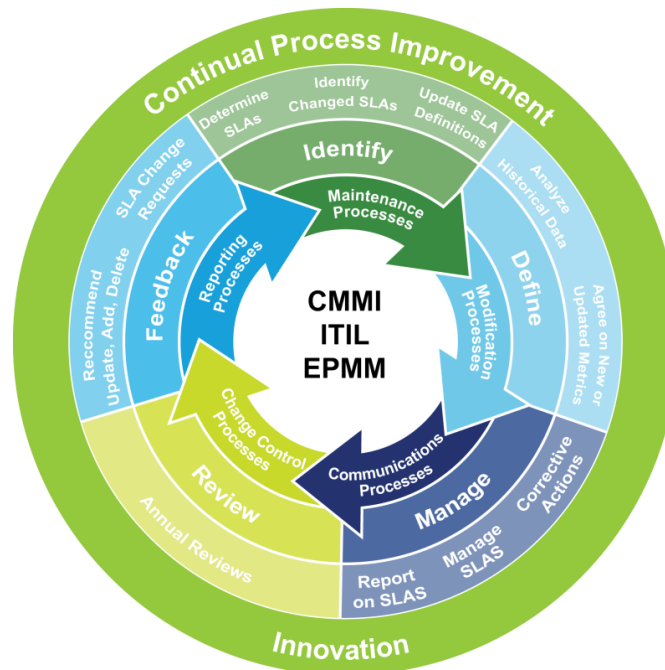 Continual Process Improvement
Determine
SLAs
Identify
Changed SLAs
Update SLA
Definitions
Identify
Maintenance
Processes
Analyze
Historical Data
Agree on New or
Updated Metrics
Define
Modification
Processes
Corrective
Actions
Manage
SLAS
Report
on SLAS
Manage
Communications
Processes
Annual Reviews
Review
Change Control
Processes
Reccommend
Update, Add, Delete
SLA Change
Requests
Feedback
Reporting
Processes
CMMI
ITIL
EPMM
Innovation